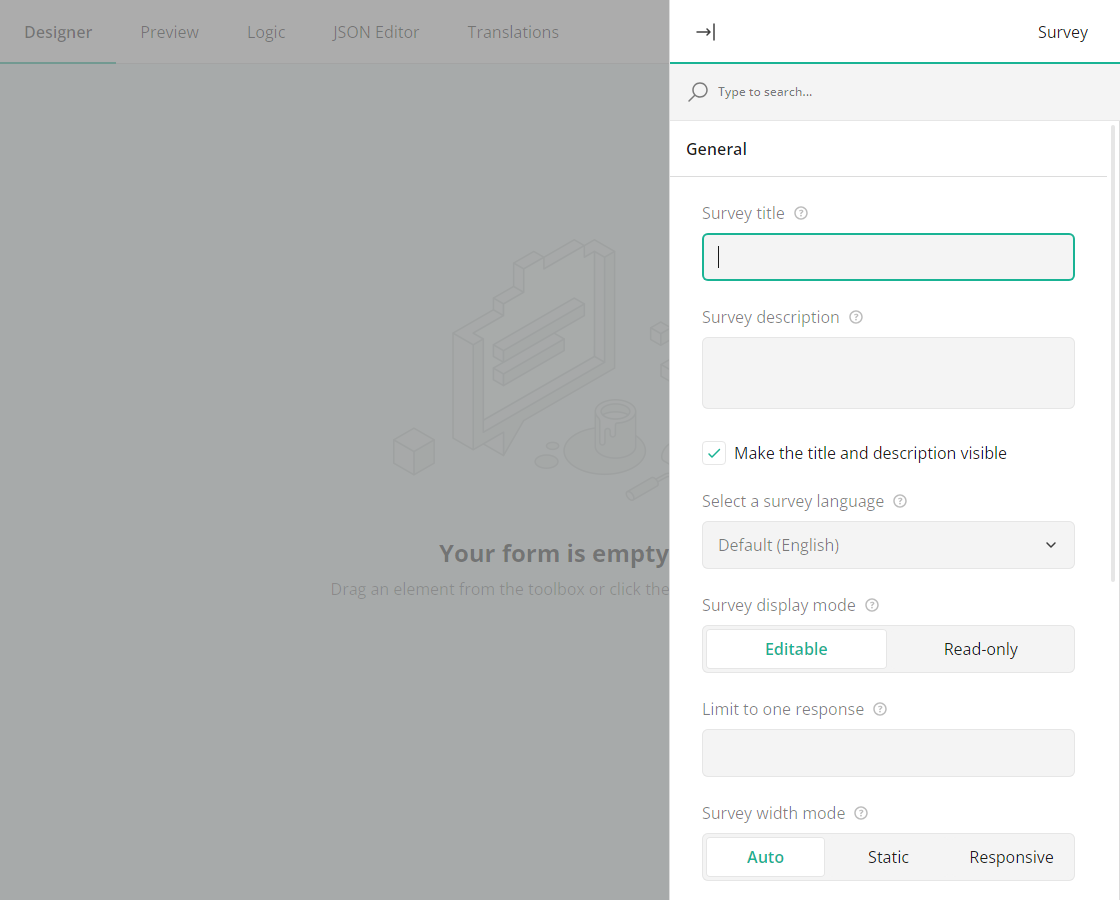 Designer Preview Logic JSON Editor Translations
Survey
Type to search...
General
Survey title
Survey description
Make the title and description visible
Select a survey language
Default (English)
Survey display mode
Editable Read-only
Your form is empty
Drag an element from the toolbox or click the
Limit to one response
Survey width mode
Auto Static Responsive